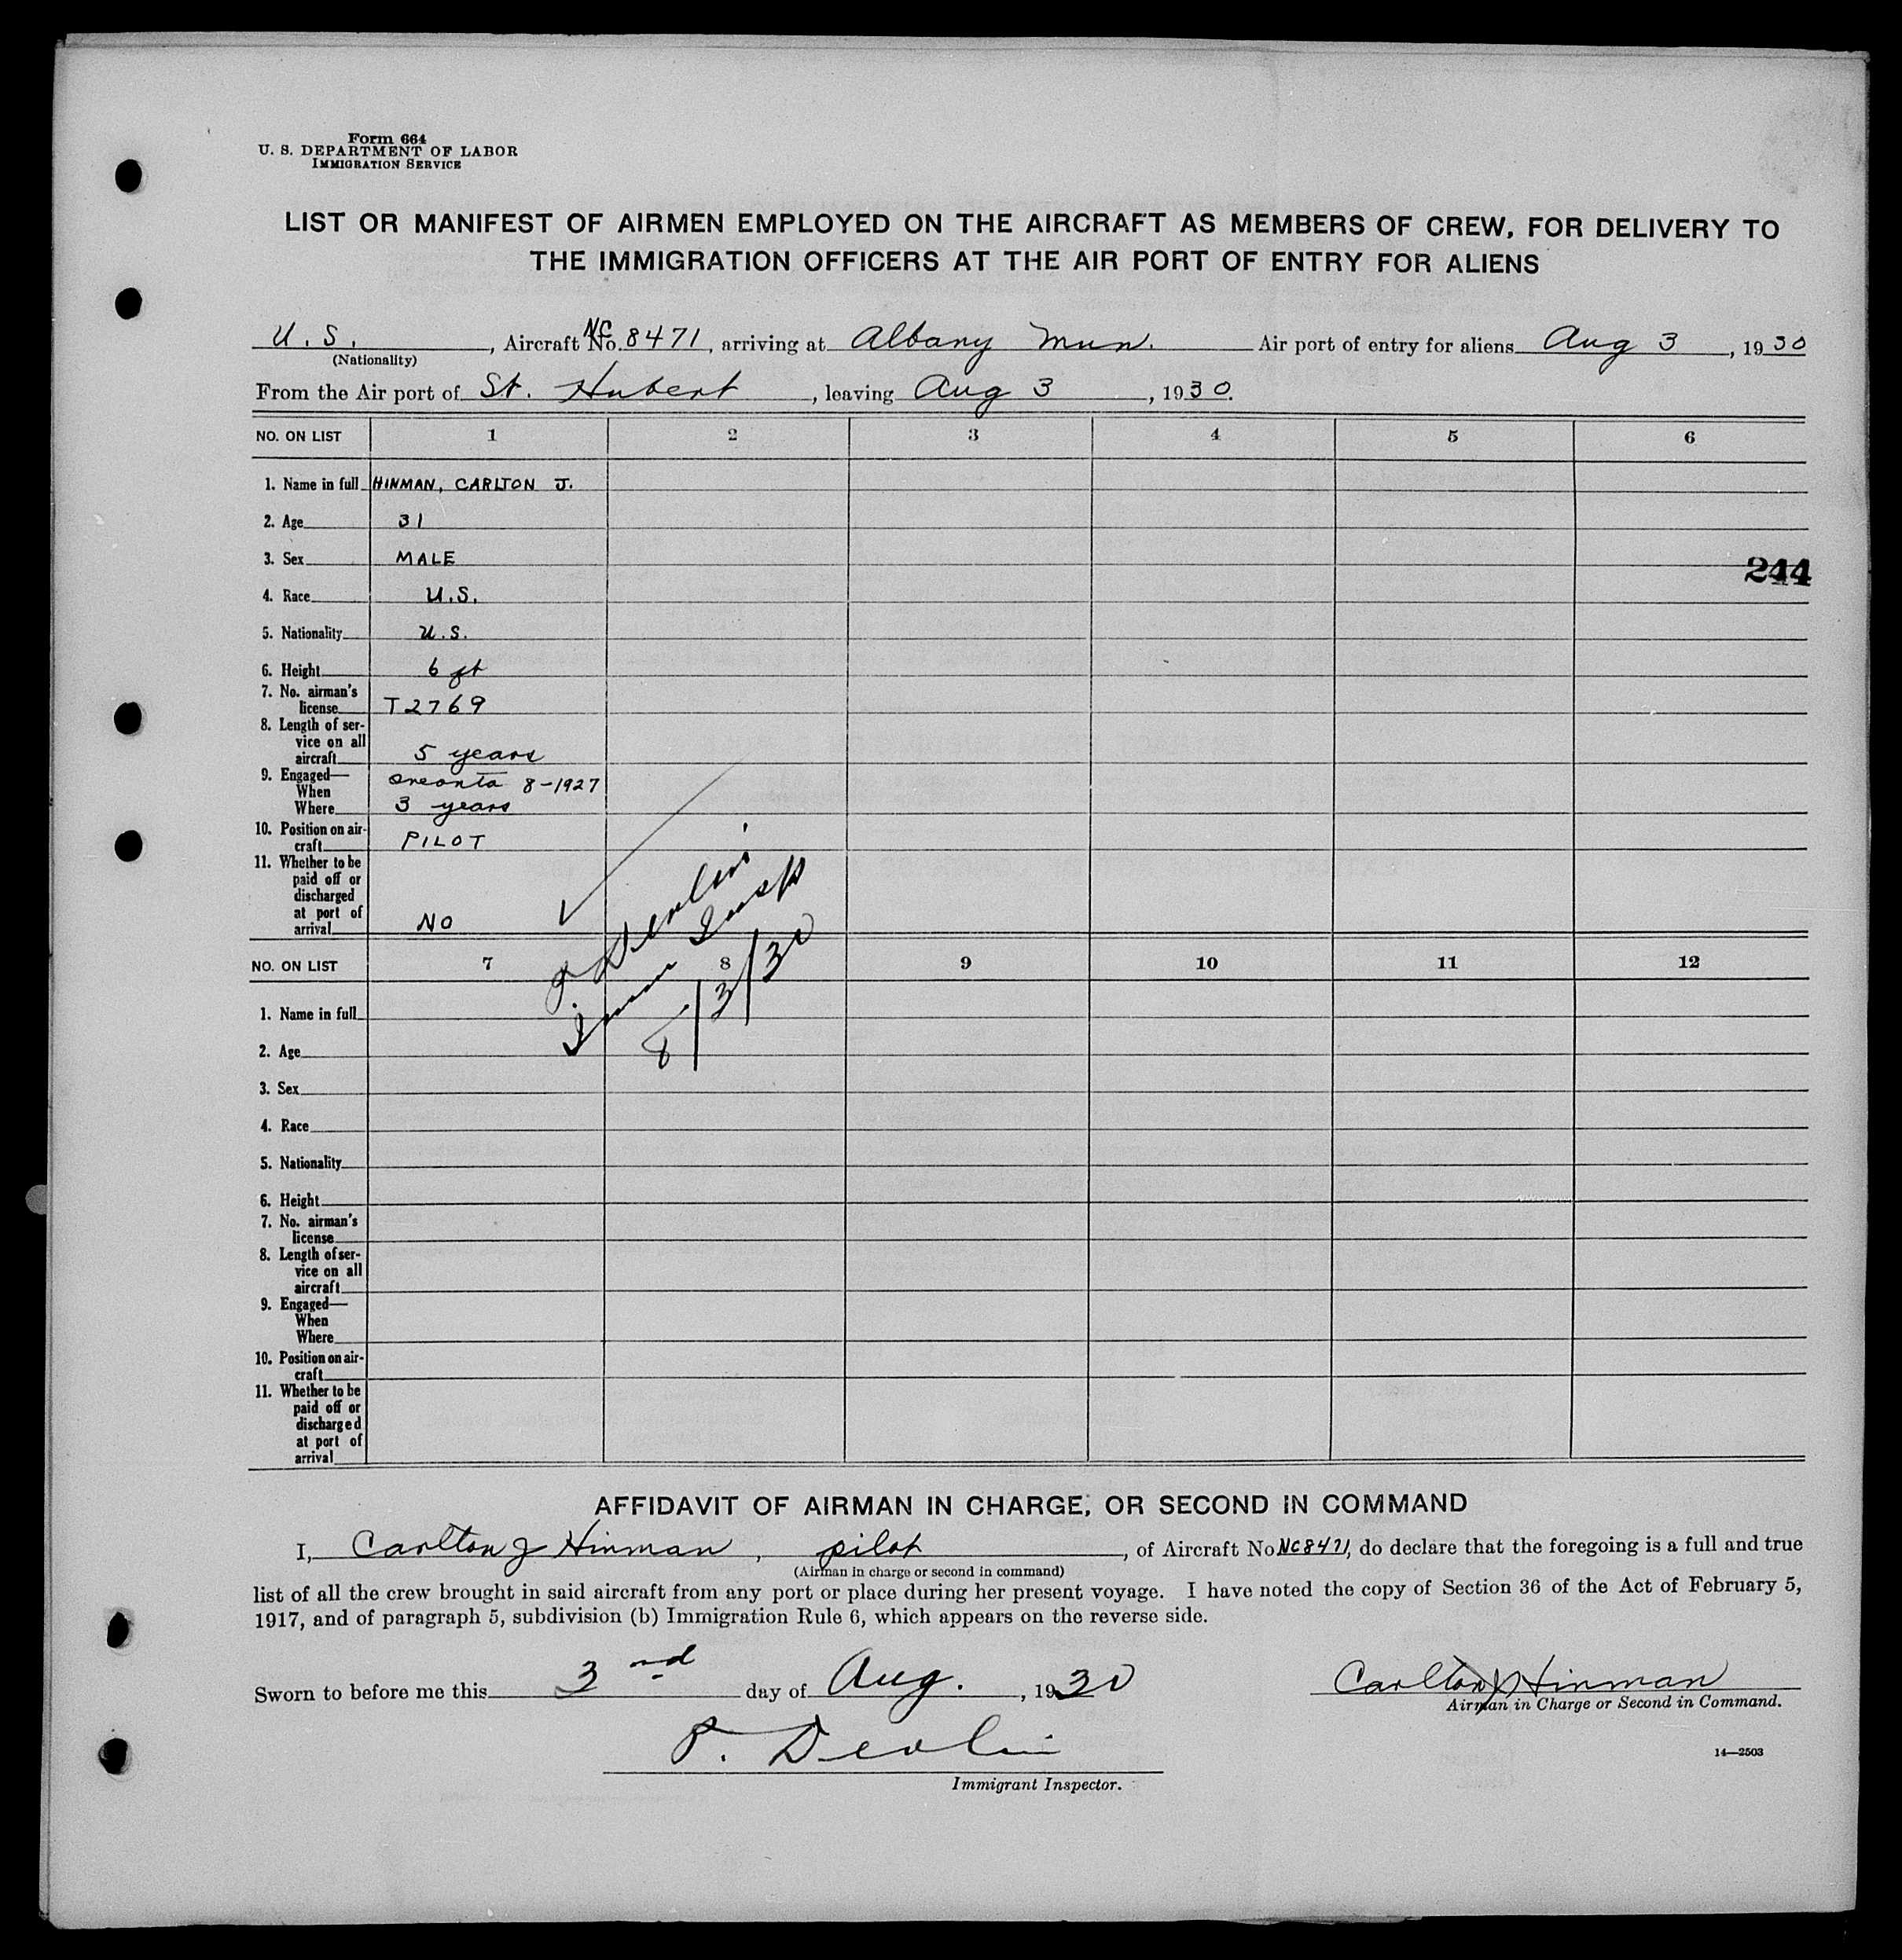 Form 664
U. S. DEPARTMENT OF LABOR
IMMIGRATION SERVICE
LIST OR MANIFEST OF AIRMEN EMPLOYED ON THE AIRCRAFT AS MEMBERS OF CREW, FOR DELIVERY TO
THE IMMIGRATION OFFICERS AT THE AIR PORT OF ENTRY FOR ALIENS
U. S., Aircraft No. NC 8471, arriving at Albany Mun. Air port of entry for aliens Aug 3, 1930
(Nationality)
From the Air port of St. Hubert, leaving Aug 3, 1930.
NO. ON LIST 1 2 3 4 5 6
1. Name in full HINMAN, CARLTON J.
2. Age 31
3. Sex MALE
244
4. Race U.S.
5. Nationality U.S.
6. Height 6 ft
7. No. airman's
license T2769
8. Length of ser-
vice on all
aircraft 5 years
9. Engaged—
When Oneonta 8-1927
Where 3 years
10. Position on air-
craft PILOT
11. Whether to be
paid off or
discharged
at port of
arrival NO
P. Devlin
Imm Insp
8/3/30
NO. ON LIST 7 8 9 10 11 12
1. Name in full
2. Age
3. Sex
4. Race
5. Nationality
6. Height
7. No. airman's
license
8. Length of ser-
vice on all
aircraft
9. Engaged—
When
Where
10. Position on air-
craft
11. Whether to be
paid off or
discharged
at port of
arrival
AFFIDAVIT OF AIRMAN IN CHARGE, OR SECOND IN COMMAND
I, Carlton J Hinman, pilot, of Aircraft No NC8471, do declare that the foregoing is a full and true
(Airman in charge or second in command)
list of all the crew brought in said aircraft from any port or place during her present voyage. I have noted the copy of Section 36 of the Act of February 5,
1917, and of paragraph 5, subdivision (b) Immigration Rule 6, which appears on the reverse side.
Sworn to before me this 3rd day of Aug., 1930
Carlton J Hinman
Airman in Charge or Second in Command.
P. Devlin
Immigrant Inspector.
14—2503